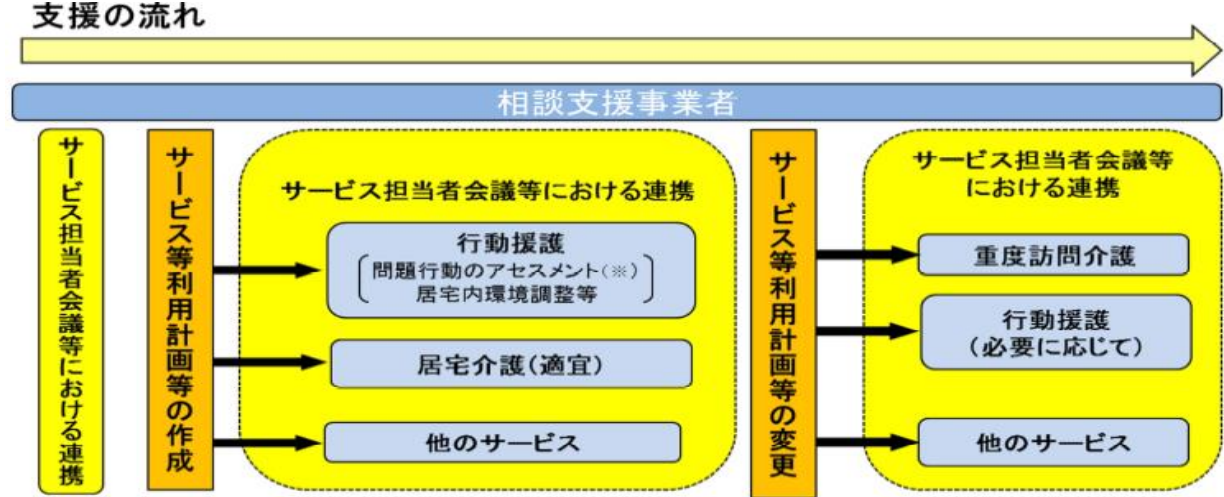 支援の流れ
相談支援事業者
サービス担当者会議等における連携
サービス等利用計画等の作成
サービス担当者会議等における連携
行動援護
問題行動のアセスメント(※)
居宅内環境調整等
居宅介護(適宜)
他のサービス
サービス等利用計画等の変更
サービス担当者会議等
における連携
重度訪問介護
行動援護
(必要に応じて)
他のサービス